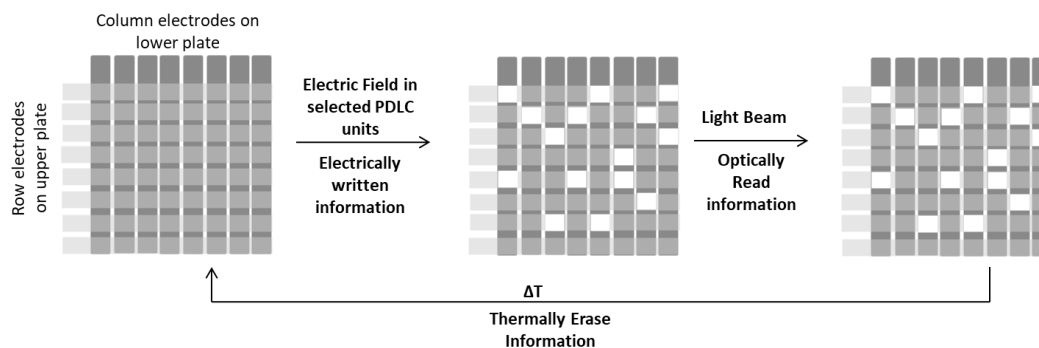 Column electrodes on
lower plate
Row electrodes
on upper plate
Electric Field in
selected PDLC
units
Electrically
written
information
Light Beam
Optically
Read
information
ΔT
Thermally Erase
Information